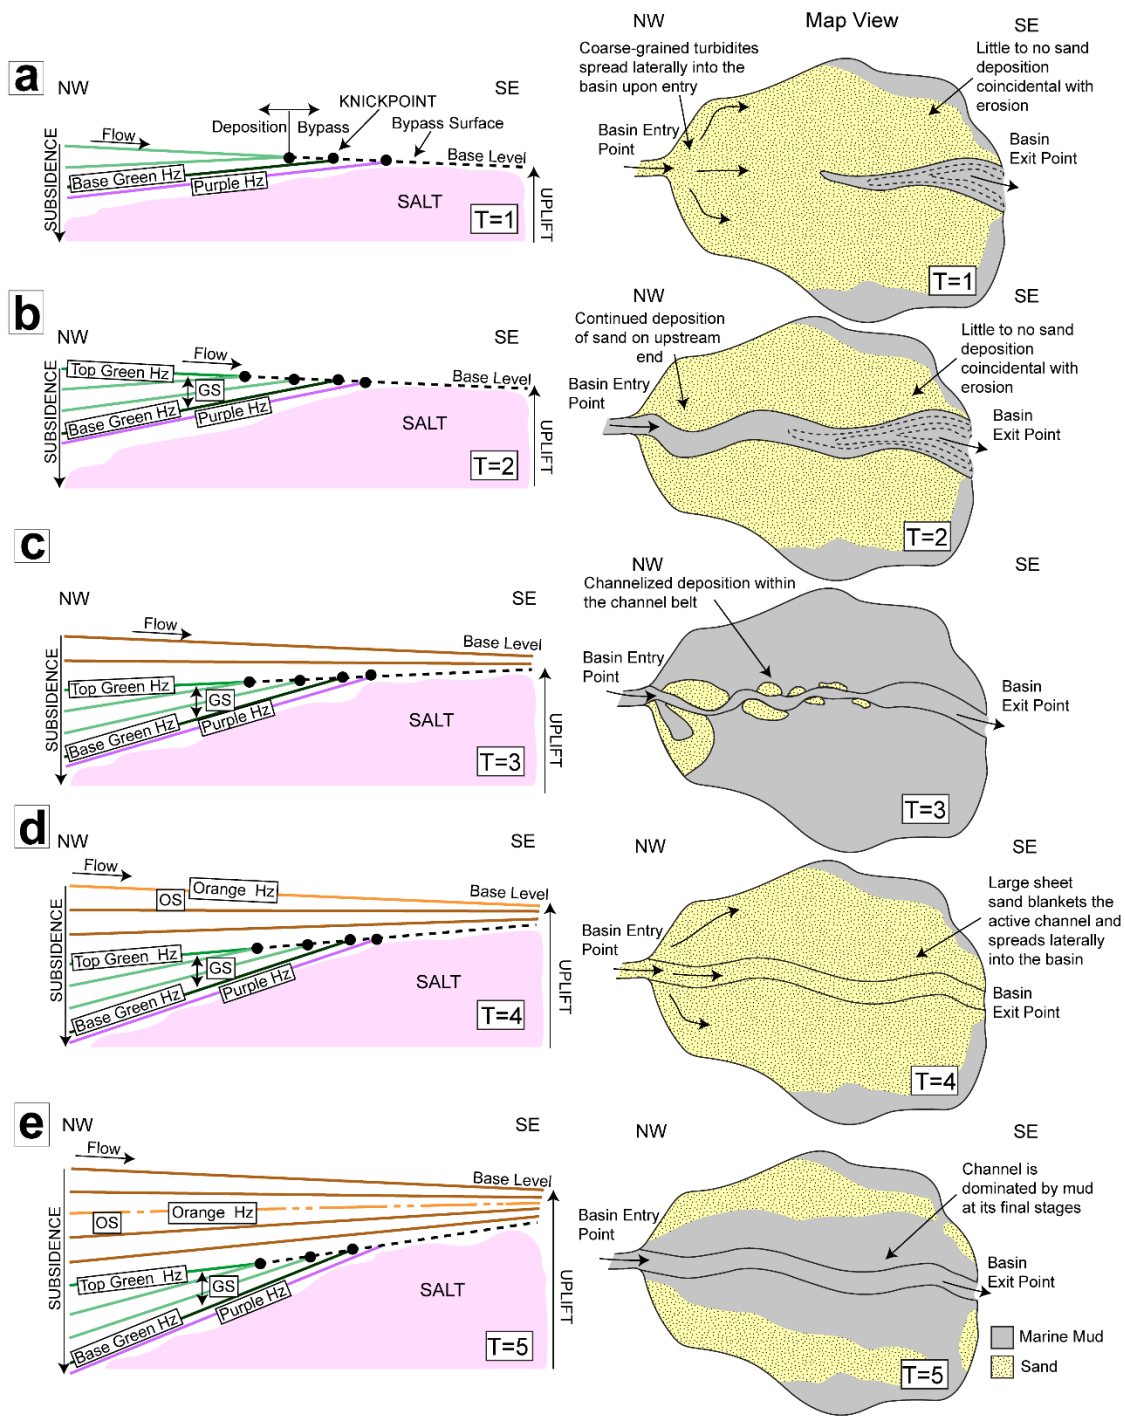 a
NW
SE
Flow
Deposition
Bypass
KNICKPOINT
Bypass Surface
Base Level
Base Green Hz
Purple Hz
SALT
SUBSIDENCE
UPLIFT
T=1
Map View
NW
SE
Coarse-grained turbidites
spread laterally into the
basin upon entry
Little to no sand
deposition
coincidental with
erosion
Basin Entry
Point
Basin
Exit Point
T=1
b
NW
SE
Flow
Top Green Hz
GS
Base Green Hz
Purple Hz
Base Level
SALT
SUBSIDENCE
UPLIFT
T=2
NW
SE
Continued deposition
of sand on upstream
end
Little to no sand
deposition
coincidental with
erosion
Basin Entry
Point
Basin
Exit Point
T=2
c
NW
SE
Flow
Base Level
Top Green Hz
GS
Base Green Hz
Purple Hz
SALT
SUBSIDENCE
UPLIFT
T=3
NW
SE
Channelized deposition within
the channel belt
Basin Entry
Point
Basin
Exit Point
T=3
d
NW
SE
Flow
OS
Orange Hz
Base Level
Top Green Hz
GS
Base Green Hz
Purple Hz
SALT
SUBSIDENCE
UPLIFT
T=4
NW
SE
Large sheet
sand blankets the
active channel and
spreads laterally
into the basin
Basin Entry
Point
Basin
Exit Point
T=4
e
NW
SE
Flow
Base Level
OS
Orange Hz
Top Green Hz
GS
Base Green Hz
Purple Hz
SALT
SUBSIDENCE
UPLIFT
T=5
NW
SE
Channel is
dominated by mud
at its final stages
Basin Entry
Point
Basin
Exit Point
T=5
Marine Mud
Sand